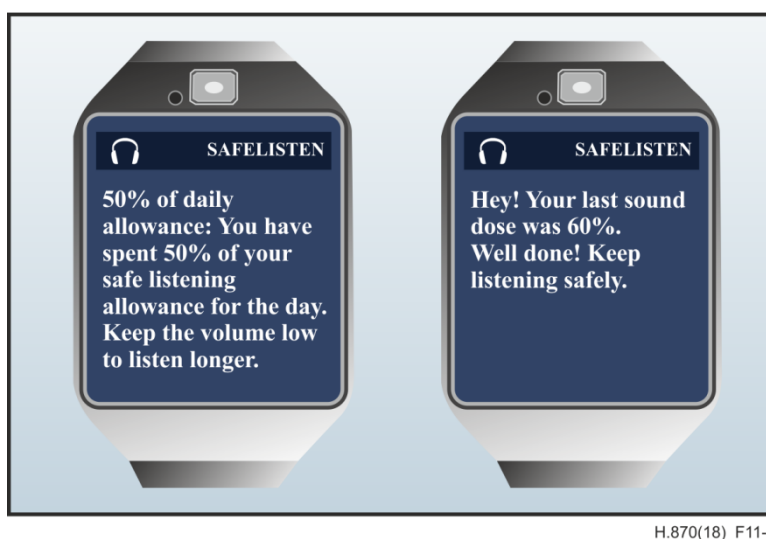 SAFELISTEN
50% of daily
allowance: You have
spent 50% of your
safe listening
allowance for the day.
Keep the volume low
to listen longer.
SAFELISTEN
Hey! Your last sound
dose was 60%.
Well done! Keep
listening safely.
H.870(18)_F11-